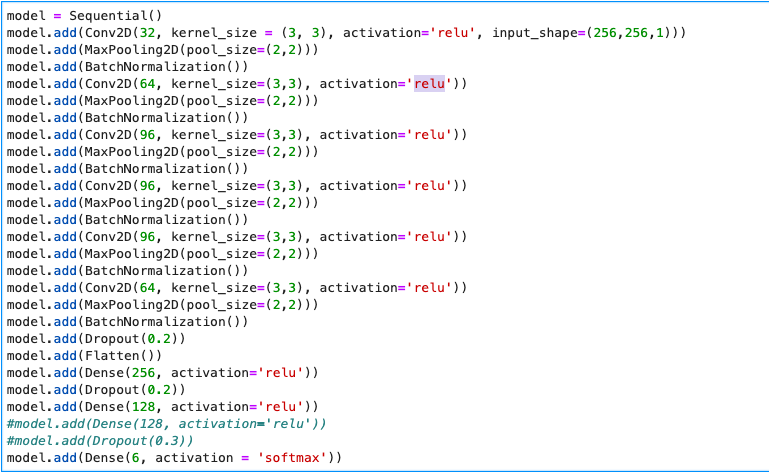 model = Sequential()
model.add(Conv2D(32, kernel_size = (3, 3), activation='relu', input_shape=(256,256,1)))
model.add(MaxPooling2D(pool_size=(2,2)))
model.add(BatchNormalization())
model.add(Conv2D(64, kernel_size=(3,3), activation='relu'))
model.add(MaxPooling2D(pool_size=(2,2)))
model.add(BatchNormalization())
model.add(Conv2D(96, kernel_size=(3,3), activation='relu'))
model.add(MaxPooling2D(pool_size=(2,2)))
model.add(BatchNormalization())
model.add(Conv2D(96, kernel_size=(3,3), activation='relu'))
model.add(MaxPooling2D(pool_size=(2,2)))
model.add(BatchNormalization())
model.add(Conv2D(96, kernel_size=(3,3), activation='relu'))
model.add(MaxPooling2D(pool_size=(2,2)))
model.add(BatchNormalization())
model.add(Conv2D(64, kernel_size=(3,3), activation='relu'))
model.add(MaxPooling2D(pool_size=(2,2)))
model.add(BatchNormalization())
model.add(Dropout(0.2))
model.add(Flatten())
model.add(Dense(256, activation='relu'))
model.add(Dropout(0.2))
model.add(Dense(128, activation='relu'))
#model.add(Dense(128, activation='relu'))
#model.add(Dropout(0.3))
model.add(Dense(6, activation = 'softmax'))